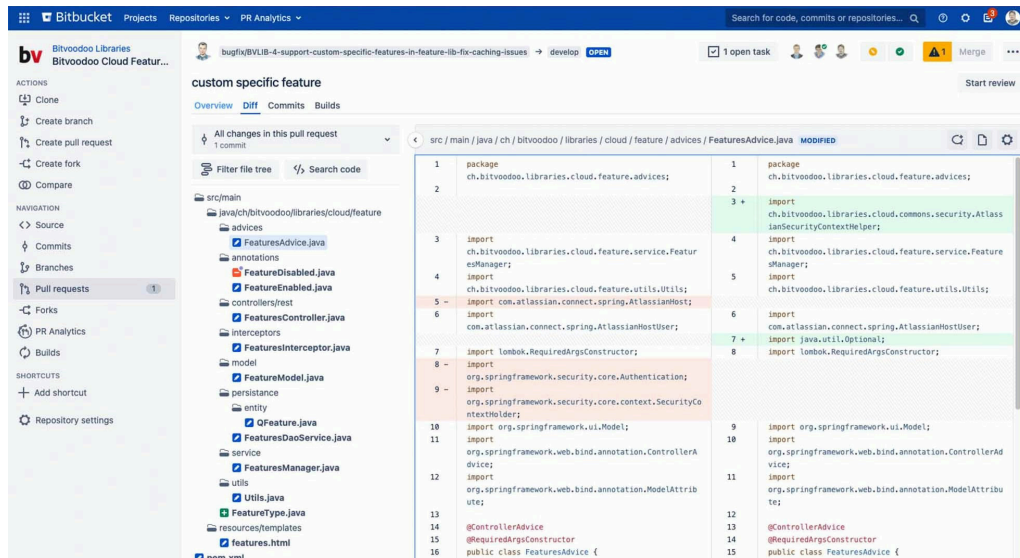 Bitbucket Projects Repositories PR Analytics Search for code, commits or repositories... 3
bv Bitvoodoo Libraries
Bitvoodoo Cloud Featur...
ACTIONS
Clone
Create branch
Create pull request
Create fork
Compare
NAVIGATION
Source
Commits
Branches
Pull requests 1
Forks
PR Analytics
Builds
SHORTCUTS
Add shortcut
Repository settings
bugfix/BVLIB-4-support-custom-specific-features-in-feature-lib-fix-caching-issues → develop OPEN 1 open task 1 Merge
custom specific feature Start review
Overview Diff Commits Builds
All changes in this pull request
1 commit
Filter file tree Search code
src/main
java/ch/bitvoodoo/libraries/cloud/feature
advices
FeaturesAdvice.java
annotations
FeatureDisabled.java
FeatureEnabled.java
controllers/rest
FeaturesController.java
interceptors
FeaturesInterceptor.java
model
FeatureModel.java
persistance
entity
QFeature.java
FeaturesDaoService.java
service
FeaturesManager.java
utils
Utils.java
FeatureType.java
resources/templates
features.html
pom.xml
src / main / java / ch / bitvoodoo / libraries / cloud / feature / advices / FeaturesAdvice.java MODIFIED
1 package
ch.bitvoodoo.libraries.cloud.feature.advices;
2
3 import
ch.bitvoodoo.libraries.cloud.feature.service.Featur
esManager;
4 import
ch.bitvoodoo.libraries.cloud.feature.utils.Utils;
5 - import com.atlassian.connect.spring.AtlassianHost;
6 import
com.atlassian.connect.spring.AtlassianHostUser;
7 import lombok.RequiredArgsConstructor;
8 - import
org.springframework.security.core.Authentication;
9 - import
org.springframework.security.core.context.SecurityCo
ntextHolder;
10 import org.springframework.ui.Model;
11 import
org.springframework.web.bind.annotation.ControllerA
dvice;
12 import
org.springframework.web.bind.annotation.ModelAttrib
ute;
13
14 @ControllerAdvice
15 @RequiredArgsConstructor
16 public class FeaturesAdvice {
1 package
ch.bitvoodoo.libraries.cloud.feature.advices;
2
3 + import
ch.bitvoodoo.libraries.cloud.commons.security.Atlass
ianSecurityContextHelper;
4 import
ch.bitvoodoo.libraries.cloud.feature.service.Feature
sManager;
5 import
ch.bitvoodoo.libraries.cloud.feature.utils.Utils;
6 import
com.atlassian.connect.spring.AtlassianHostUser;
7 + import java.util.Optional;
8 import lombok.RequiredArgsConstructor;
9 import org.springframework.ui.Model;
10 import
org.springframework.web.bind.annotation.ControllerAd
vice;
11 import
org.springframework.web.bind.annotation.ModelAttribu
te;
12
13 @ControllerAdvice
14 @RequiredArgsConstructor
15 public class FeaturesAdvice {